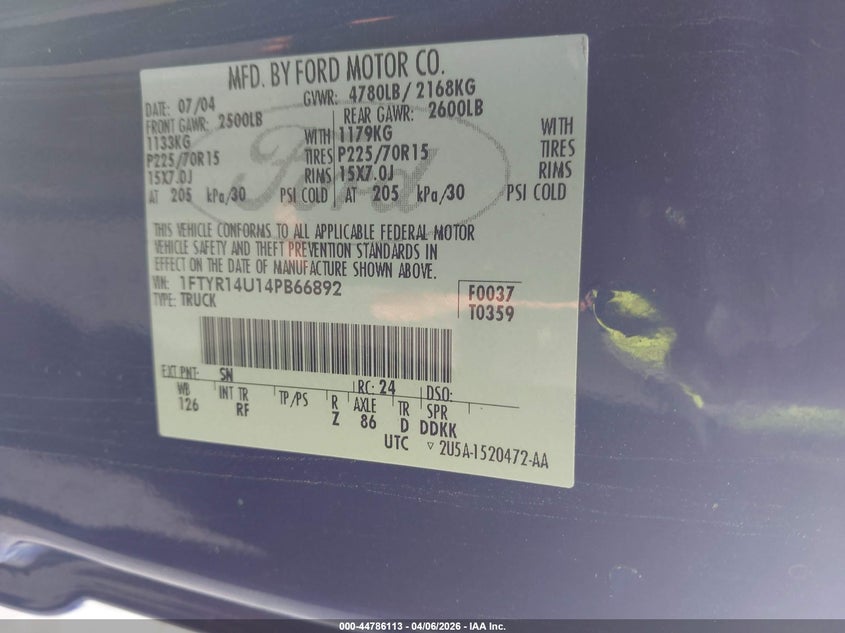 MFD. BY FORD MOTOR CO.
DATE: 07/04 GVWR: 4780LB / 2168KG
FRONT GAWR: 2500LB REAR GAWR: 2600LB
1133KG WITH 1179KG WITH
P225/70R15 TIRES P225/70R15 TIRES
15X7.0J RIMS 15X7.0J RIMS
AT 205 kPa/30 PSI COLD AT 205 kPa/30 PSI COLD
Ford
THIS VEHICLE CONFORMS TO ALL APPLICABLE FEDERAL MOTOR
VEHICLE SAFETY AND THEFT PREVENTION STANDARDS IN
EFFECT ON THE DATE OF MANUFACTURE SHOWN ABOVE.
VIN: 1FTYR14U14PB66892 F0037
TYPE: TRUCK T0359
EXT PNT: SN RC: 24 DSO:
WB INT TR TP/PS R AXLE TR SPR
126 RF Z 86 D DDKK
UTC ▽ 2U5A-1520472-AA
000-44786113 - 04/06/2026 - IAA Inc.